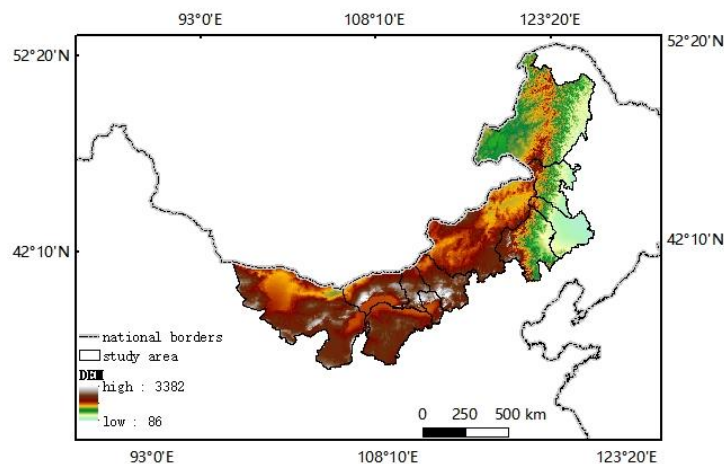 93°0′E 108°10′E 123°20′E
52°20′N 52°20′N
42°10′N 42°10′N
national borders
study area
DEM
high : 3382
low : 86
0 250 500 km
93°0′E 108°10′E 123°20′E